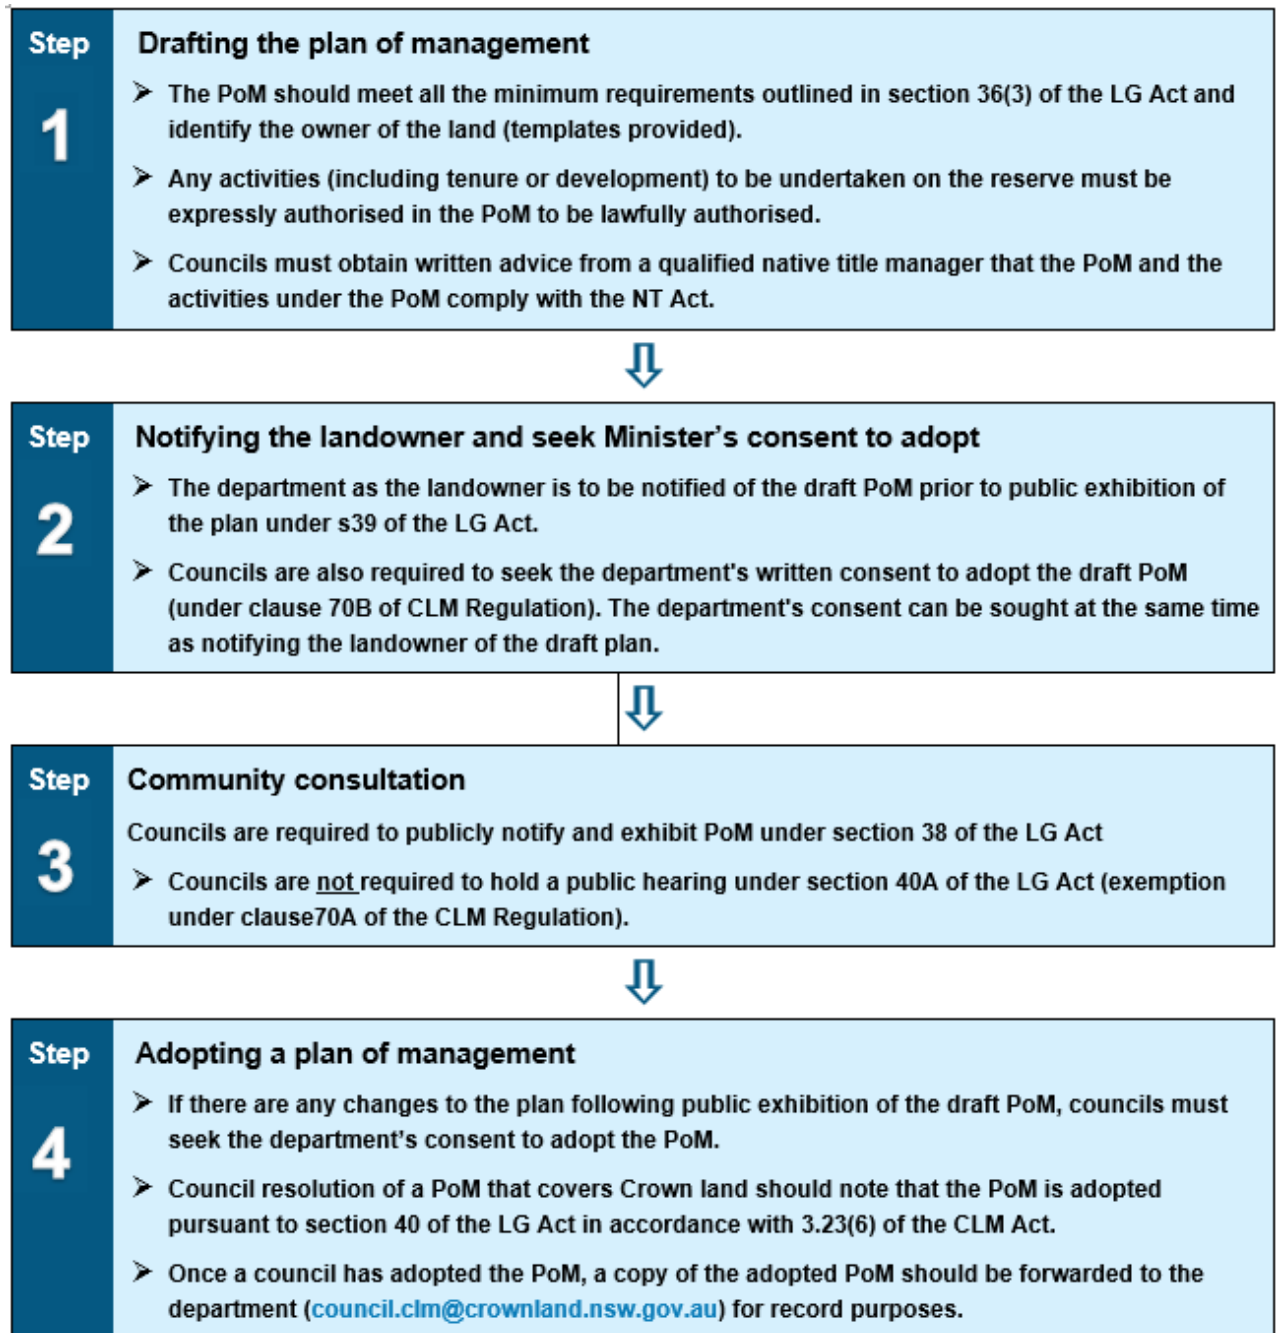 Step
1
Drafting the plan of management
➤ The PoM should meet all the minimum requirements outlined in section 36(3) of the LG Act and
identify the owner of the land (templates provided).
➤ Any activities (including tenure or development) to be undertaken on the reserve must be
expressly authorised in the PoM to be lawfully authorised.
➤ Councils must obtain written advice from a qualified native title manager that the PoM and the
activities under the PoM comply with the NT Act.
Step
2
Notifying the landowner and seek Minister’s consent to adopt
➤ The department as the landowner is to be notified of the draft PoM prior to public exhibition of
the plan under s39 of the LG Act.
➤ Councils are also required to seek the department's written consent to adopt the draft PoM
(under clause 70B of CLM Regulation). The department's consent can be sought at the same time
as notifying the landowner of the draft plan.
Step
3
Community consultation
Councils are required to publicly notify and exhibit PoM under section 38 of the LG Act
➤ Councils are not required to hold a public hearing under section 40A of the LG Act (exemption
under clause70A of the CLM Regulation).
Step
4
Adopting a plan of management
➤ If there are any changes to the plan following public exhibition of the draft PoM, councils must
seek the department’s consent to adopt the PoM.
➤ Council resolution of a PoM that covers Crown land should note that the PoM is adopted
pursuant to section 40 of the LG Act in accordance with 3.23(6) of the CLM Act.
➤ Once a council has adopted the PoM, a copy of the adopted PoM should be forwarded to the
department (council.clm@crownland.nsw.gov.au) for record purposes.